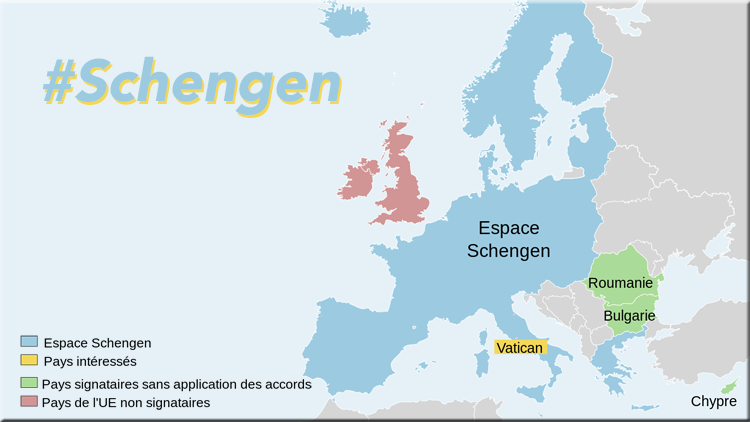 #Schengen
Espace
Schengen
Roumanie
Bulgarie
Vatican
Chypre
Espace Schengen
Pays intéréssés
Pays signataires sans application des accords
Pays de l'UE non signataires